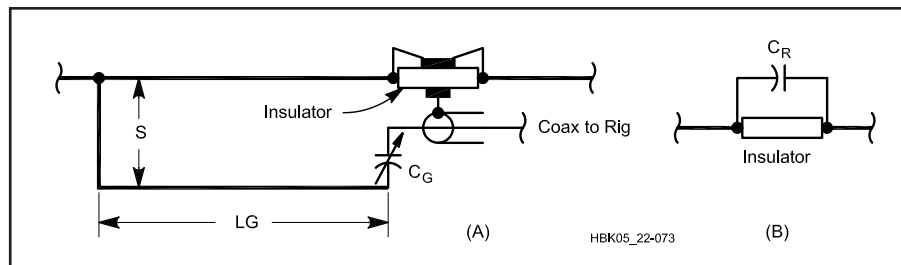 Insulator
S
Coax to Rig
C_G
LG
(A)
HBK05_22-073
C_R
Insulator
(B)